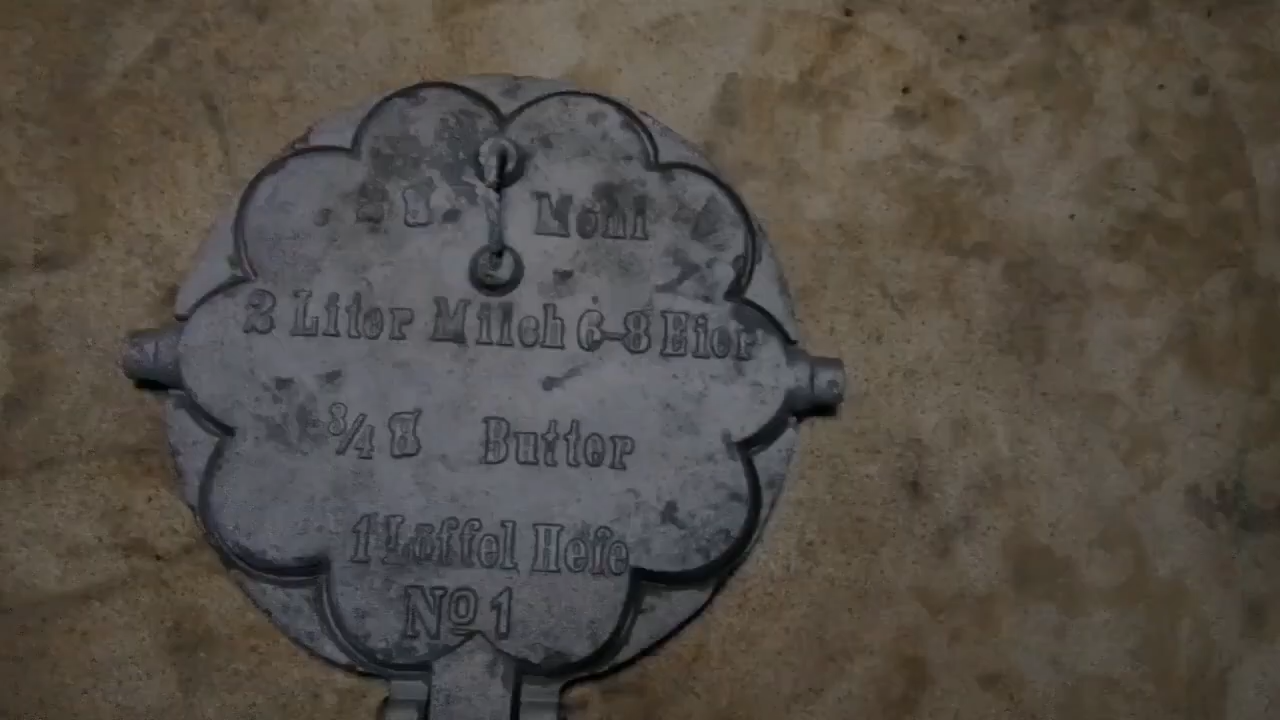 Mehl
2 Liter Milch 6-8 Eier
3/4 ℔ Butter
1 Löffel Hefe
No 1